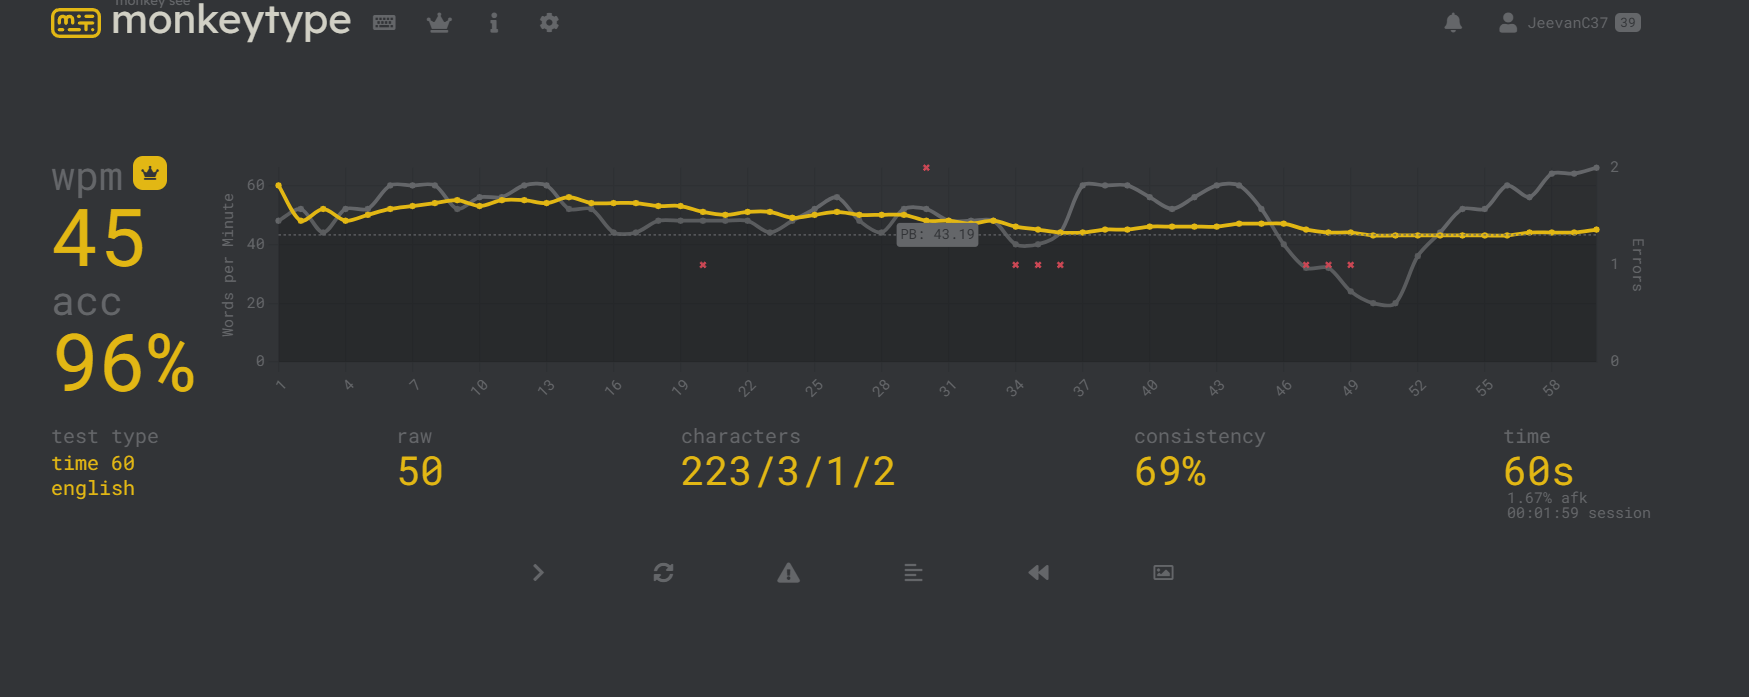 monkey see
monkeytype
JeevanC37 39
wpm
45
acc
96%
Words per Minute
60
40
20
0
PB: 43.19
2
1
0
Errors
1 4 7 10 13 16 19 22 25 28 31 34 37 40 43 46 49 52 55 58
test type
time 60
english
raw
50
characters
223/3/1/2
consistency
69%
time
60s
1.67% afk
00:01:59 session